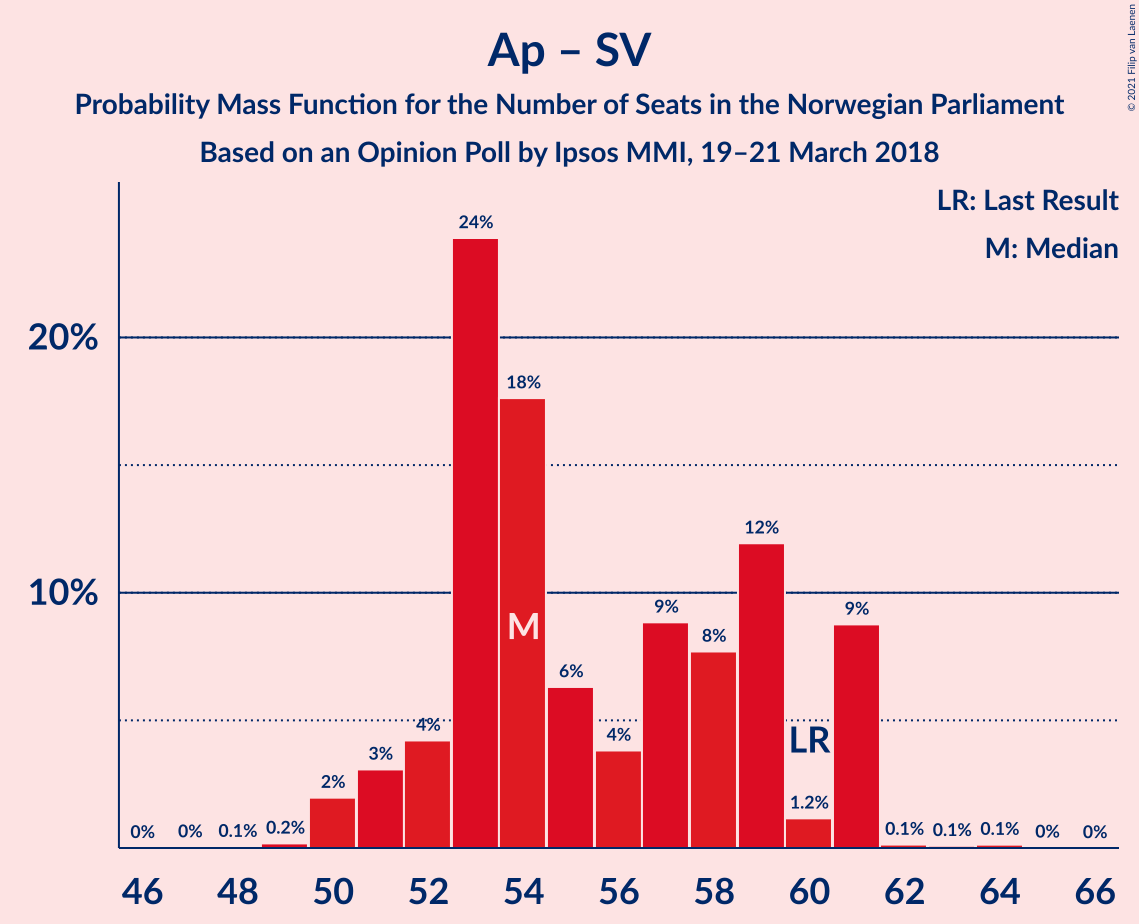 Ap – SV
Probability Mass Function for the Number of Seats in the Norwegian Parliament
Based on an Opinion Poll by Ipsos MMI, 19–21 March 2018
© 2021 Filip van Laenen
LR: Last Result
M: Median
20%
10%
0%
0%
0.1%
0.2%
2%
3%
4%
24%
18%
6%
4%
9%
8%
12%
1.2%
9%
0.1%
0.1%
0.1%
0%
0%
M
LR
46 48 50 52 54 56 58 60 62 64 66